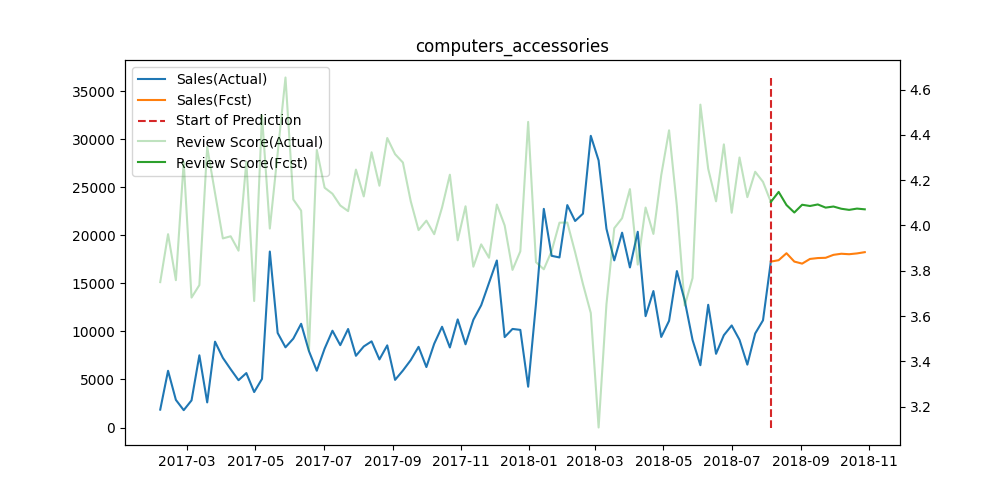 computers_accessories
Sales(Actual)
Sales(Fcst)
Start of Prediction
Review Score(Actual)
Review Score(Fcst)
35000
30000
25000
20000
15000
10000
5000
0
4.6
4.4
4.2
4.0
3.8
3.6
3.4
3.2
2017-03 2017-05 2017-07 2017-09 2017-11 2018-01 2018-03 2018-05 2018-07 2018-09 2018-11